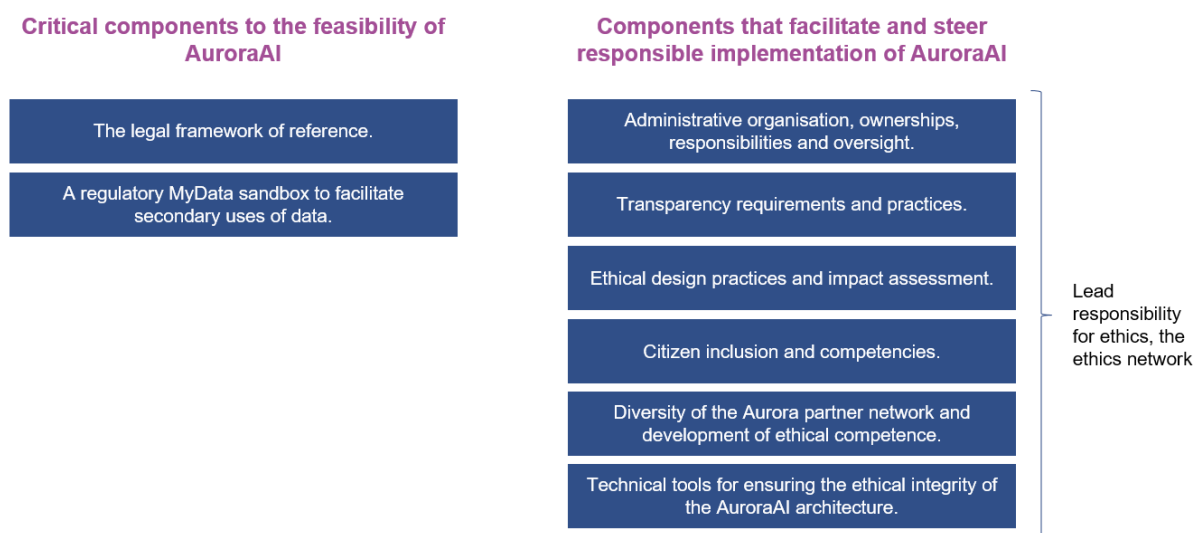 Critical components to the feasibility of
AuroraAI
The legal framework of reference.
A regulatory MyData sandbox to facilitate
secondary uses of data.
Components that facilitate and steer
responsible implementation of AuroraAI
Administrative organisation, ownerships,
responsibilities and oversight.
Transparency requirements and practices.
Ethical design practices and impact assessment.
Citizen inclusion and competencies.
Diversity of the Aurora partner network and
development of ethical competence.
Technical tools for ensuring the ethical integrity of
the AuroraAI architecture.
Lead
responsibility
for ethics, the
ethics network